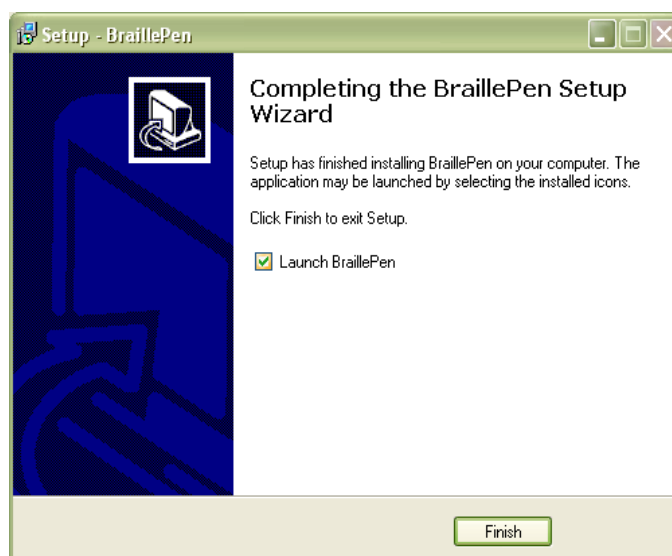 Setup - BraillePen
Completing the BraillePen Setup
Wizard
Setup has finished installing BraillePen on your computer. The
application may be launched by selecting the installed icons.
Click Finish to exit Setup.
Launch BraillePen
Finish